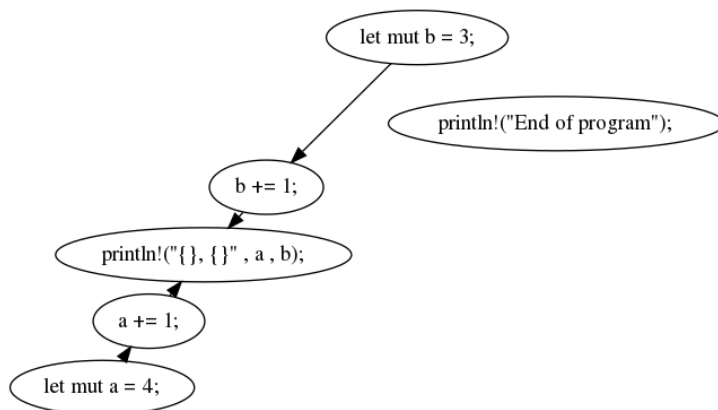 let mut b = 3;
println!("End of program");
b += 1;
println!("{}, {}" , a , b);
a += 1;
let mut a = 4;